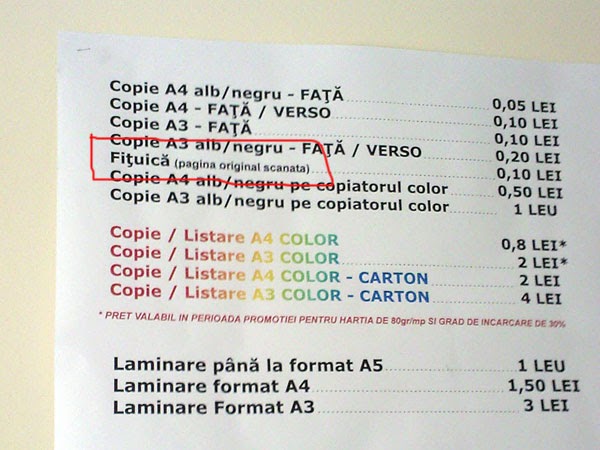 Copie A4 alb/negru - FAŢĂ 0,05 LEI
Copie A4 - FAŢĂ / VERSO 0,10 LEI
Copie A3 - FAŢĂ 0,10 LEI
Copie A3 alb/negru - FAŢĂ / VERSO 0,20 LEI
Fiţuică (pagina original scanata) 0,10 LEI
Copie A4 alb/negru pe copiatorul color 0,50 LEI
Copie A3 alb/negru pe copiatorul color 1 LEU
Copie / Listare A4 COLOR 0,8 LEI*
Copie / Listare A3 COLOR 2 LEI*
Copie / Listare A4 COLOR - CARTON 2 LEI
Copie / Listare A3 COLOR - CARTON 4 LEI
* PRET VALABIL IN PERIOADA PROMOTIEI PENTRU HARTIA DE 80gr/mp SI GRAD DE INCARCARE DE 30%
Laminare până la format A5 1 LEU
Laminare format A4 1,50 LEI
Laminare Format A3 3 LEI